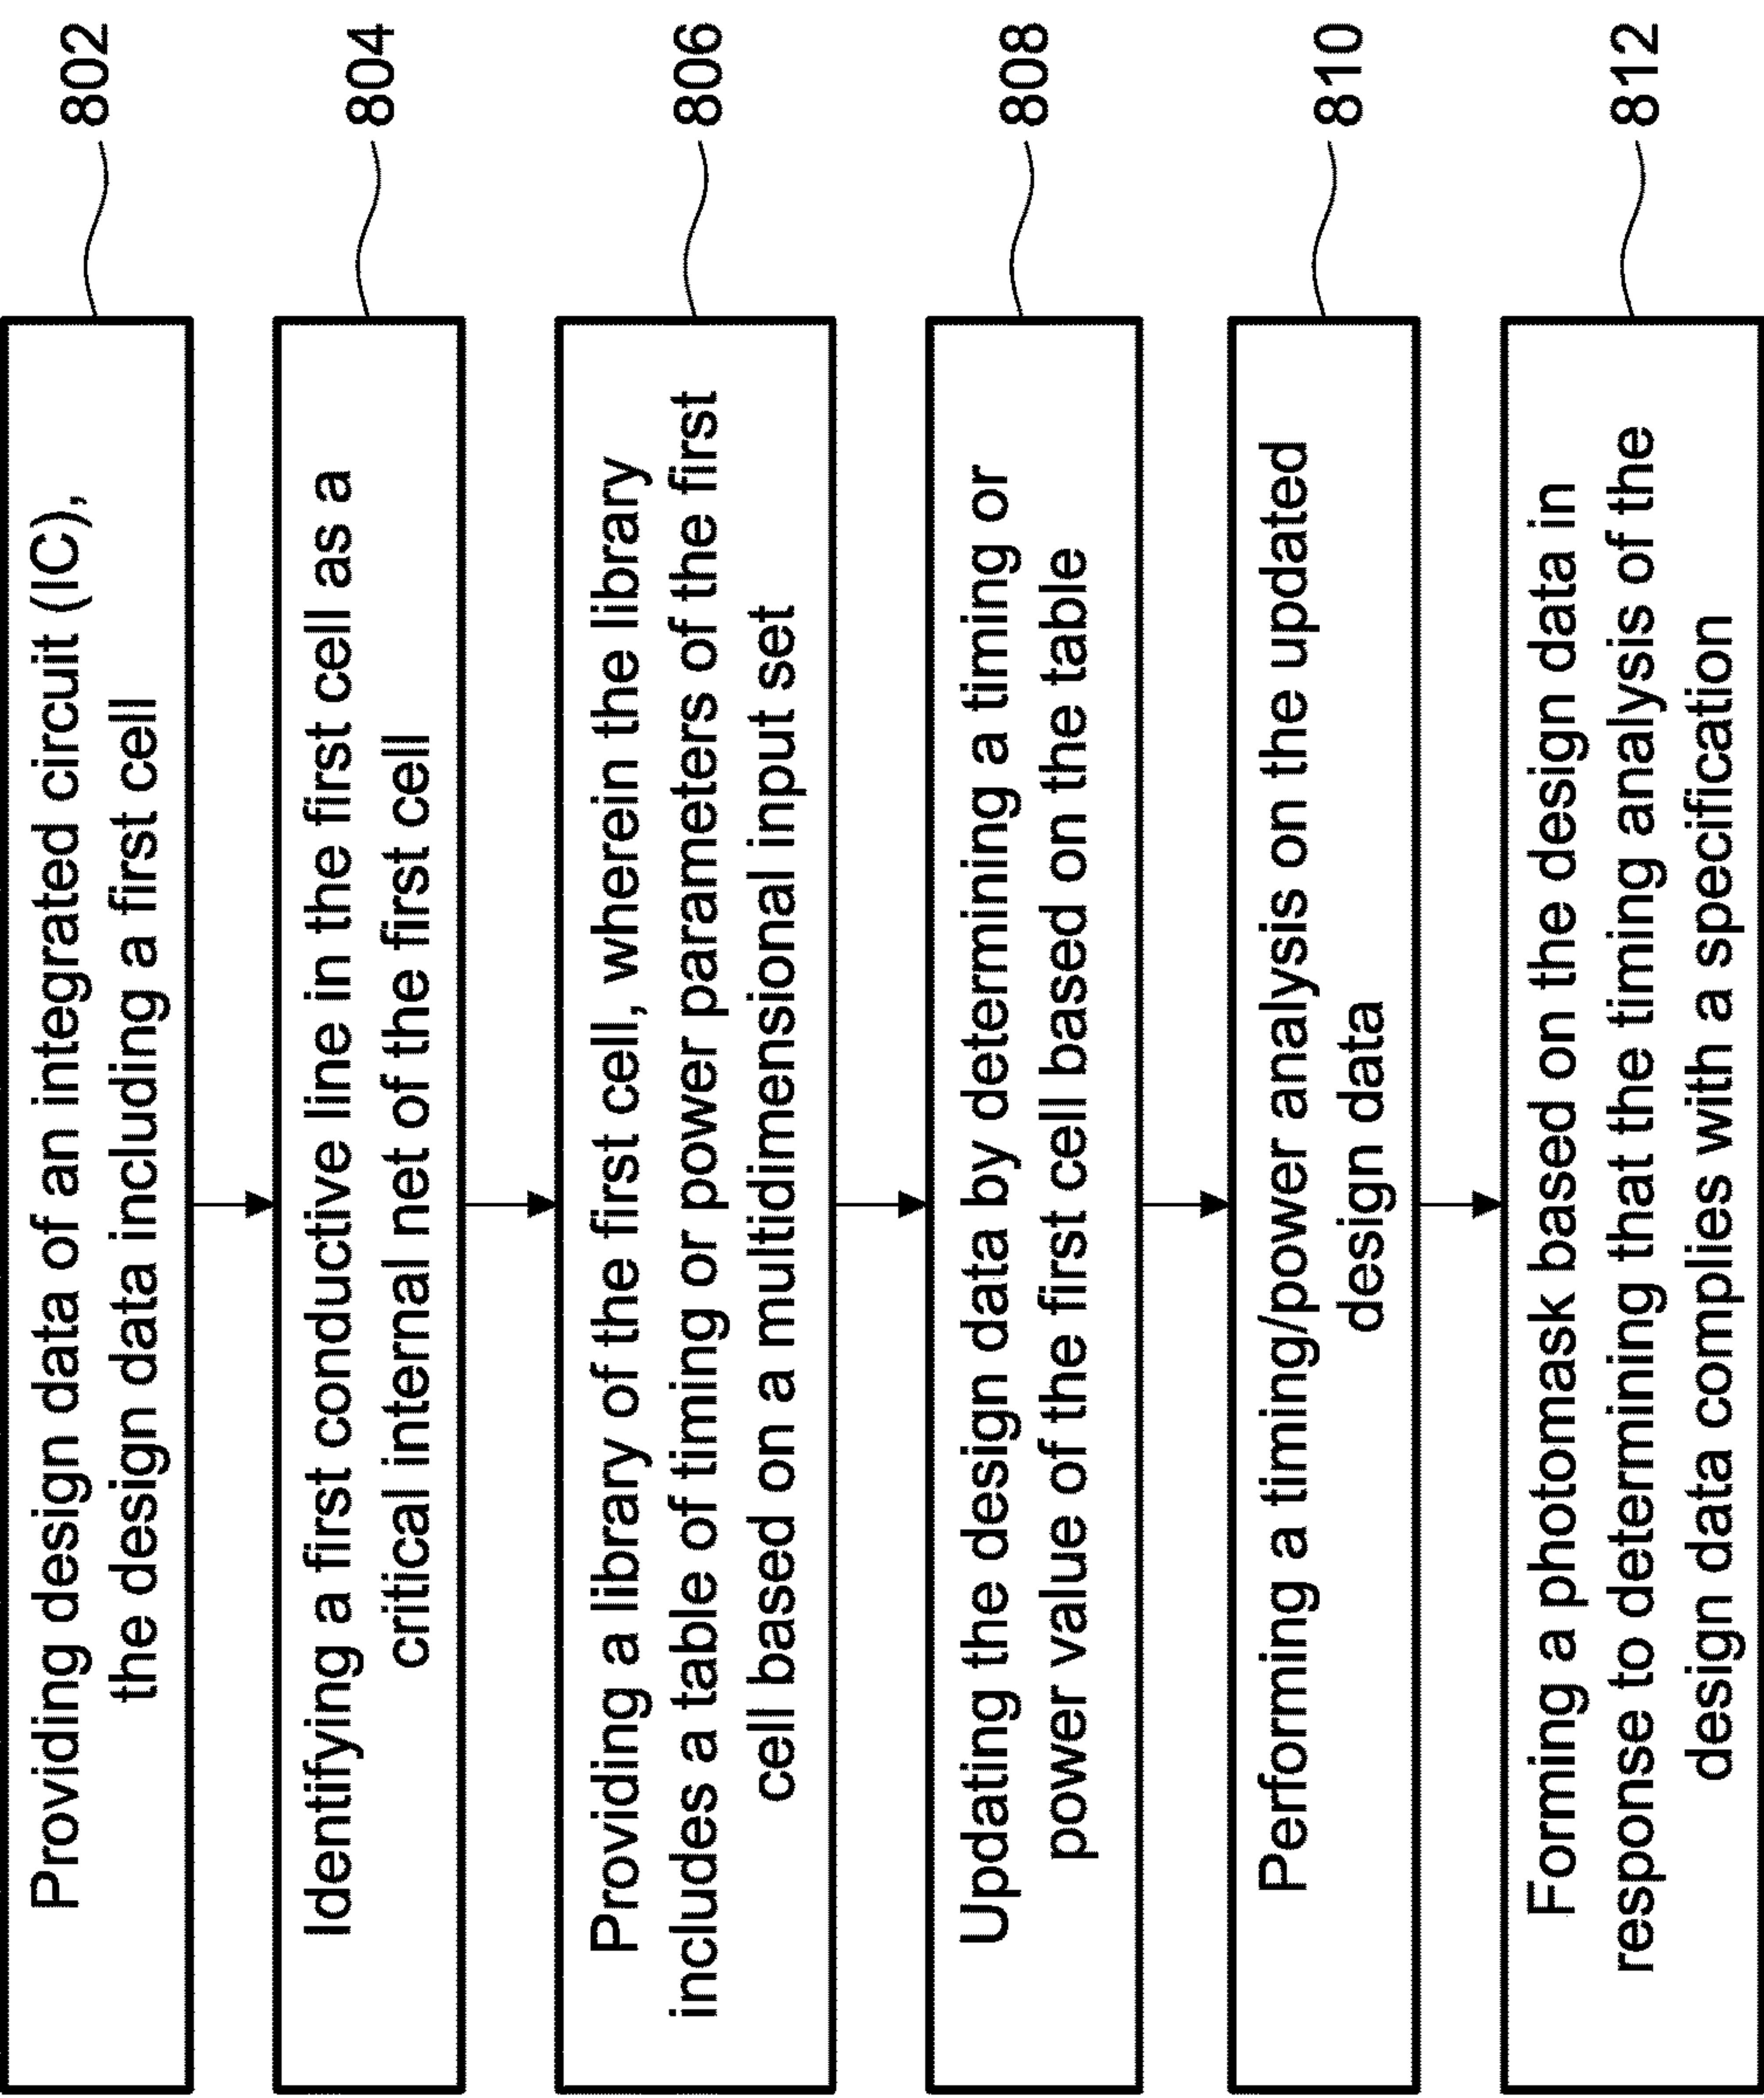 Providing design data of an integrated circuit (IC),
the design data including a first cell
802
Identifying a first conductive line in the first cell as a
critical internal net of the first cell
804
Providing a library of the first cell, wherein the library
includes a table of timing or power parameters of the first
cell based on a multidimensional input set
806
Updating the design data by determining a timing or
power value of the first cell based on the table
808
Performing a timing/power analysis on the updated
design data
810
Forming a photomask based on the design data in
response to determining that the timing analysis of the
design data complies with a specification
812